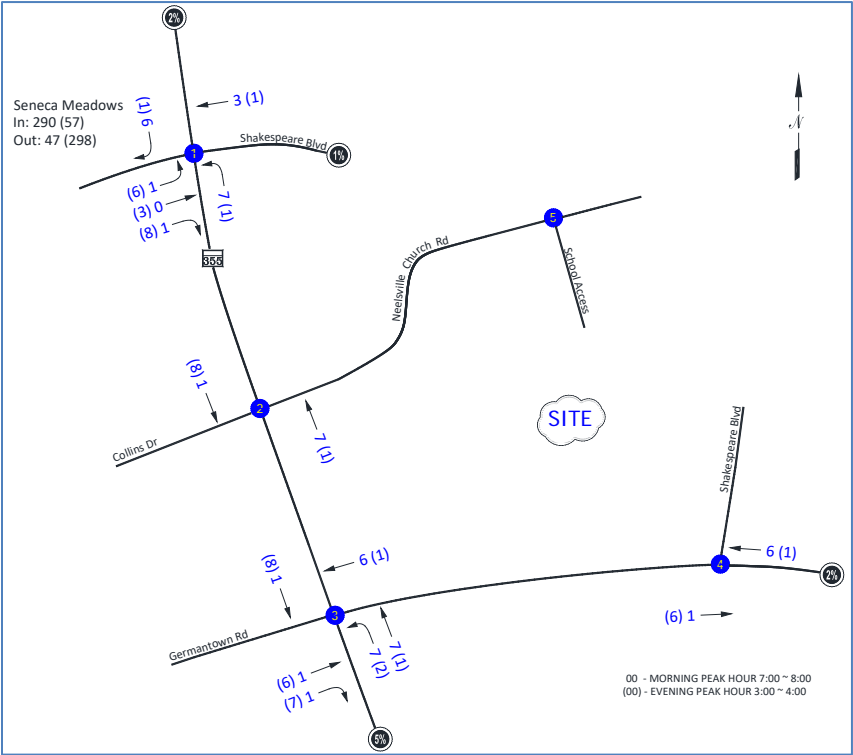 2%
3 (1)
Seneca Meadows
In: 290 (57)
Out: 47 (298)
(1) 6
1
Shakespeare Blvd
1%
N
(6) 1
(3) 0
(8) 1
7 (1)
355
5
School Access
Neelsville Church Rd
(8) 1
2
Collins Dr
7 (1)
SITE
Shakespeare Blvd
6 (1)
(8) 1
6 (1)
4
2%
3
(6) 1
Germantown Rd
7 (1)
7 (2)
(6) 1
(7) 1
5%
00 - MORNING PEAK HOUR 7:00 ~ 8:00
(00) - EVENING PEAK HOUR 3:00 ~ 4:00